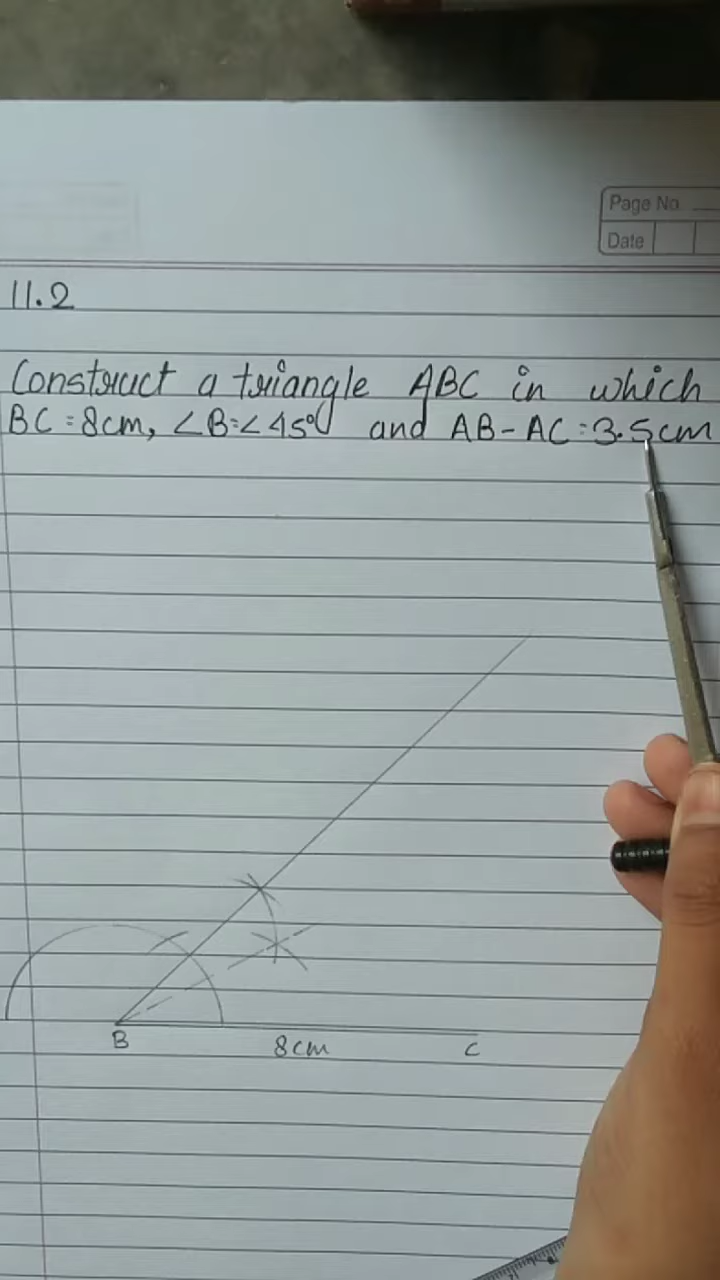 Page No.
Date
11.2
Construct a triangle ABC in which
BC = 8cm, ∠B=∠45° and AB - AC = 3.5cm
B 8cm C